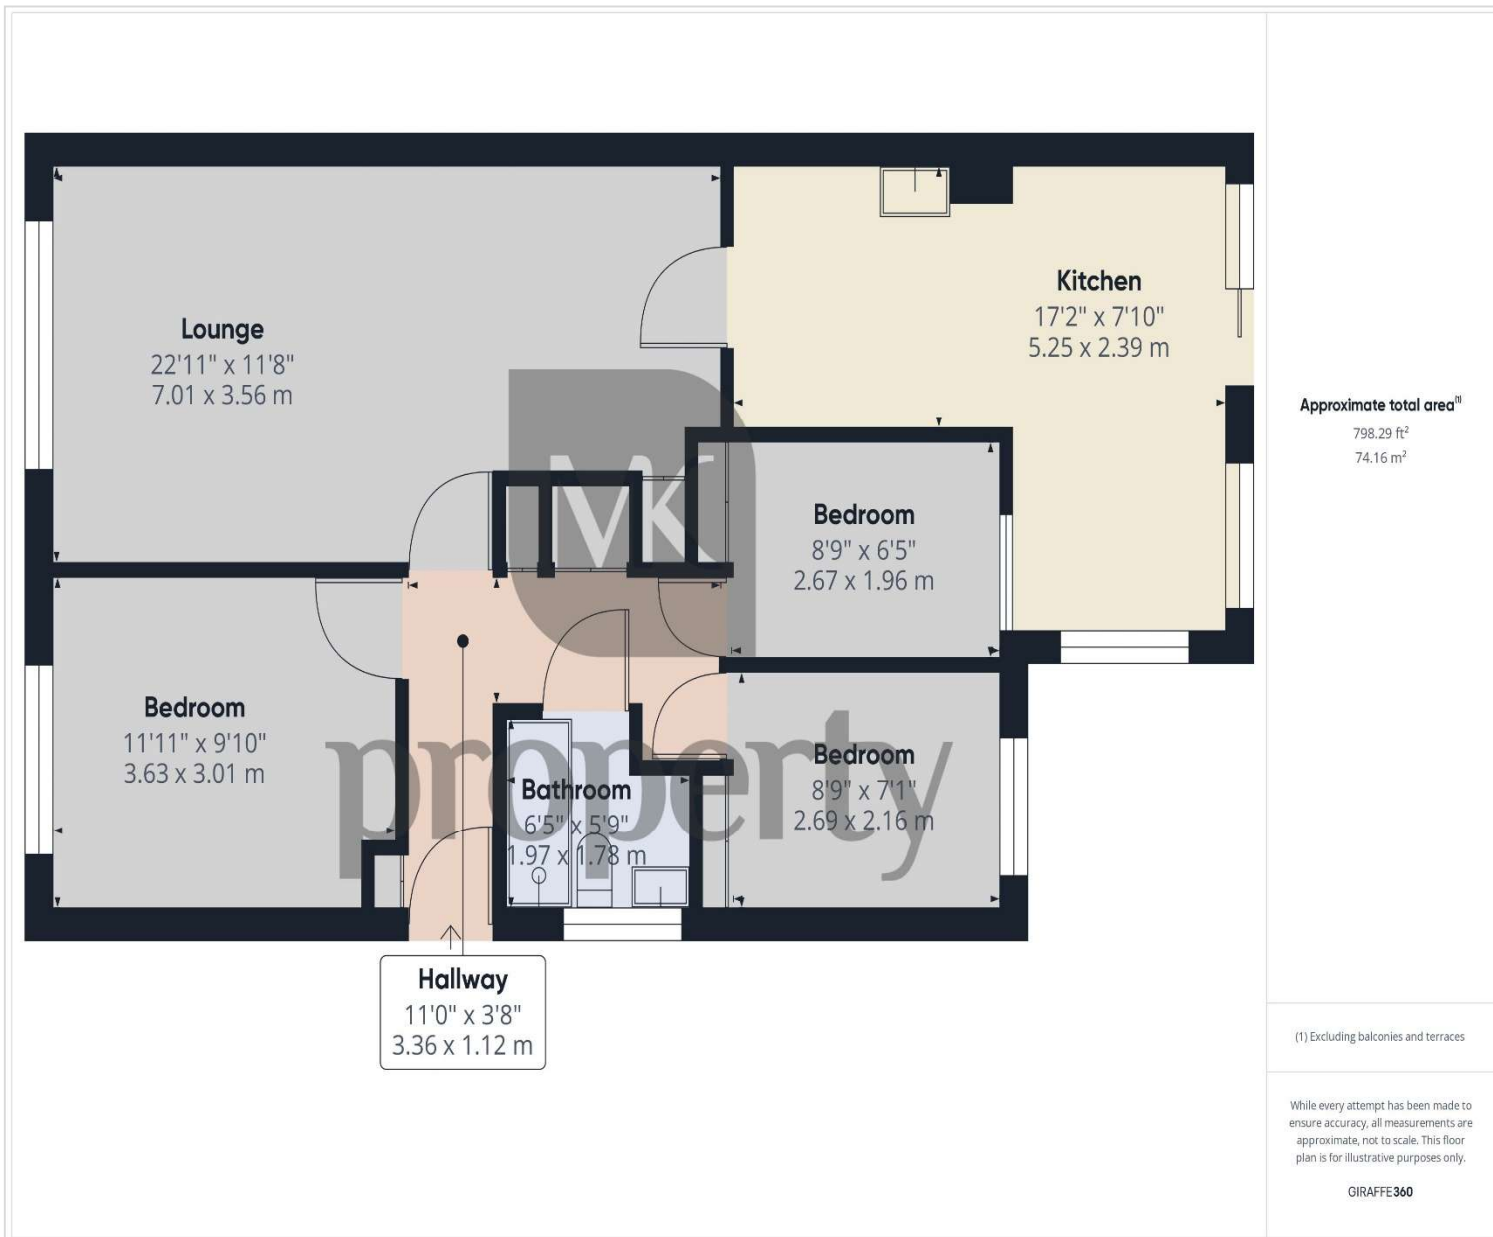 Lounge
22'11" x 11'8"
7.01 x 3.56 m
Kitchen
17'2" x 7'10"
5.25 x 2.39 m
Bedroom
8'9" x 6'5"
2.67 x 1.96 m
Bedroom
11'11" x 9'10"
3.63 x 3.01 m
Bathroom
6'5" x 5'9"
1.97 x 1.78 m
Bedroom
8'9" x 7'1"
2.69 x 2.16 m
Hallway
11'0" x 3'8"
3.36 x 1.12 m
MK
property
Approximate total area(1)
798.29 ft²
74.16 m²
(1) Excluding balconies and terraces
While every attempt has been made to
ensure accuracy, all measurements are
approximate, not to scale. This floor
plan is for illustrative purposes only.
GIRAFFE360